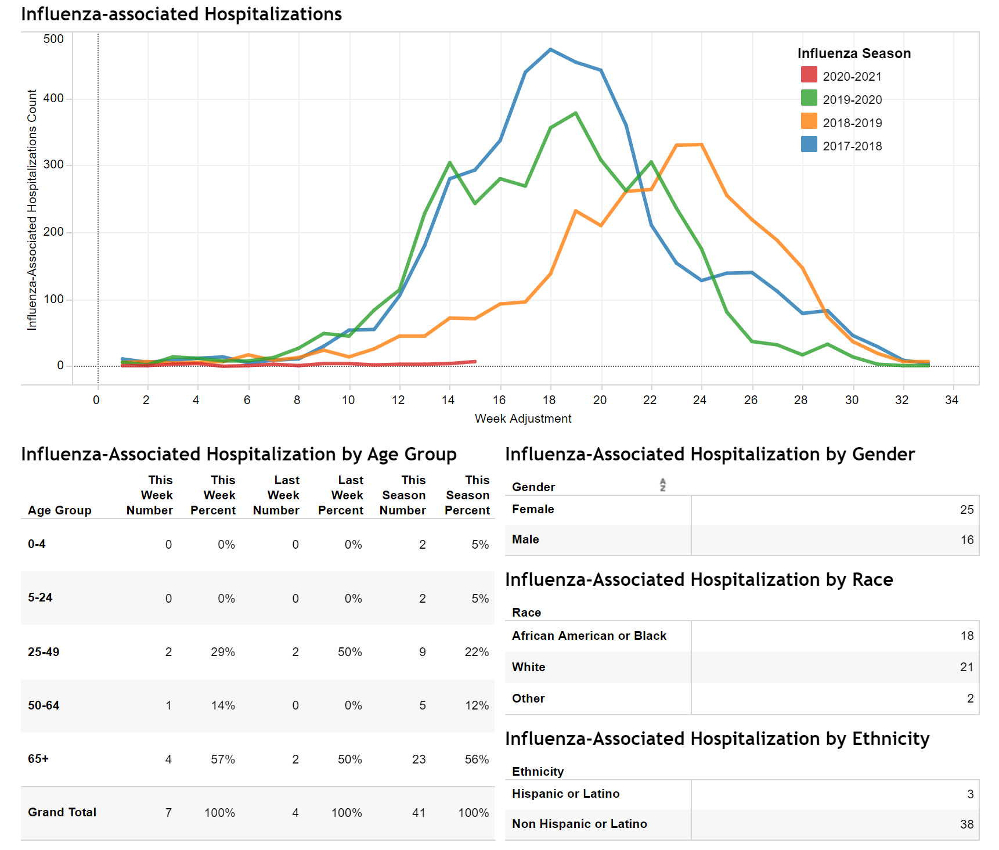 Influenza-associated Hospitalizations
500
400
300
200
100
0
Influenza-Associated Hospitalizations Count
Influenza Season
2020-2021
2019-2020
2018-2019
2017-2018
0 2 4 6 8 10 12 14 16 18 20 22 24 26 28 30 32 34
Week Adjustment
Influenza-Associated Hospitalization by Age Group
This This Last Last This This
Week Week Week Week Season Season
Age Group Number Percent Number Percent Number Percent
0-4 0 0% 0 0% 2 5%
5-24 0 0% 0 0% 2 5%
25-49 2 29% 2 50% 9 22%
50-64 1 14% 0 0% 5 12%
65+ 4 57% 2 50% 23 56%
Grand Total 7 100% 4 100% 41 100%
Influenza-Associated Hospitalization by Gender
Gender A
Z
Female 25
Male 16
Influenza-Associated Hospitalization by Race
Race
African American or Black 18
White 21
Other 2
Influenza-Associated Hospitalization by Ethnicity
Ethnicity
Hispanic or Latino 3
Non Hispanic or Latino 38